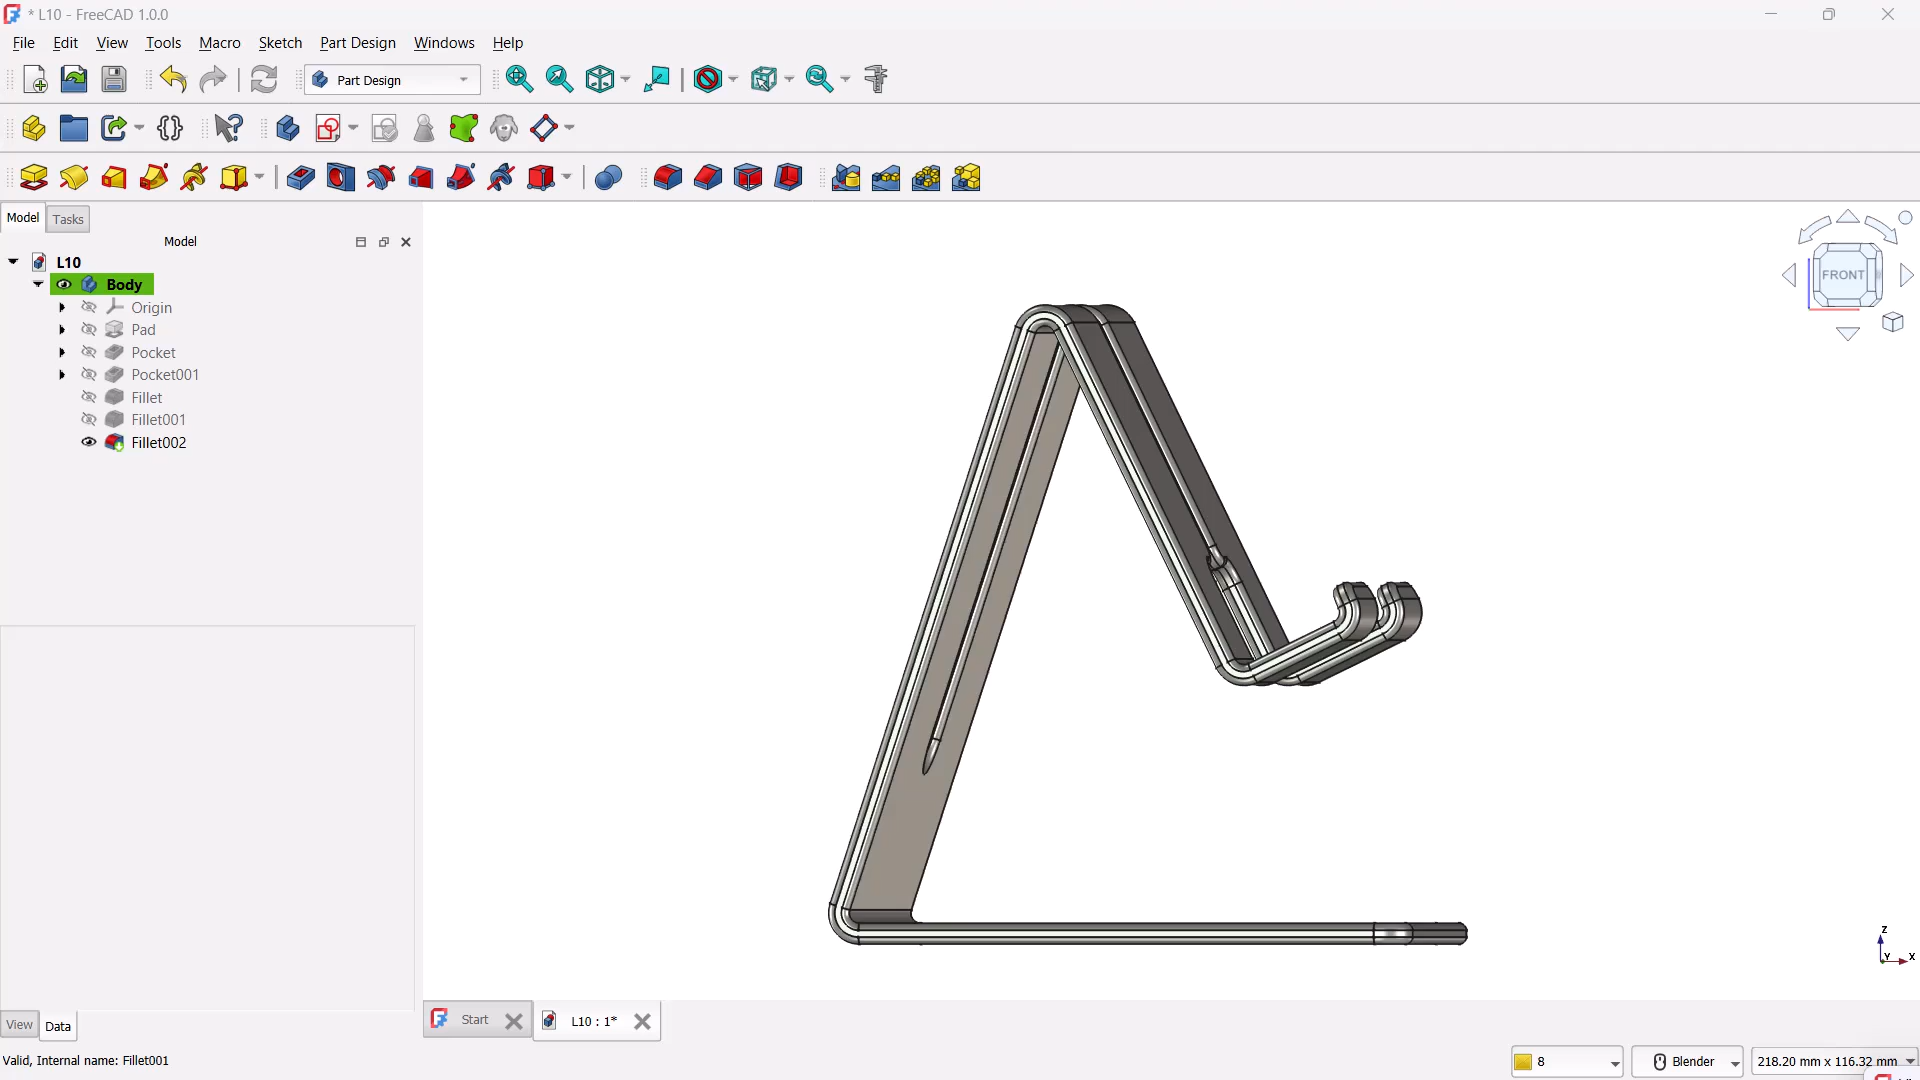 * L10 - FreeCAD 1.0.0
File Edit View Tools Macro Sketch Part Design Windows Help
Part Design
Model Tasks
Model
L10
Body
Origin
Pad
Pocket
Pocket001
Fillet
Fillet001
Fillet002
FRONT
Z
Y X
View Data
Start L10 : 1*
Valid, Internal name: Fillet001
8 Blender 218.20 mm x 116.32 mm